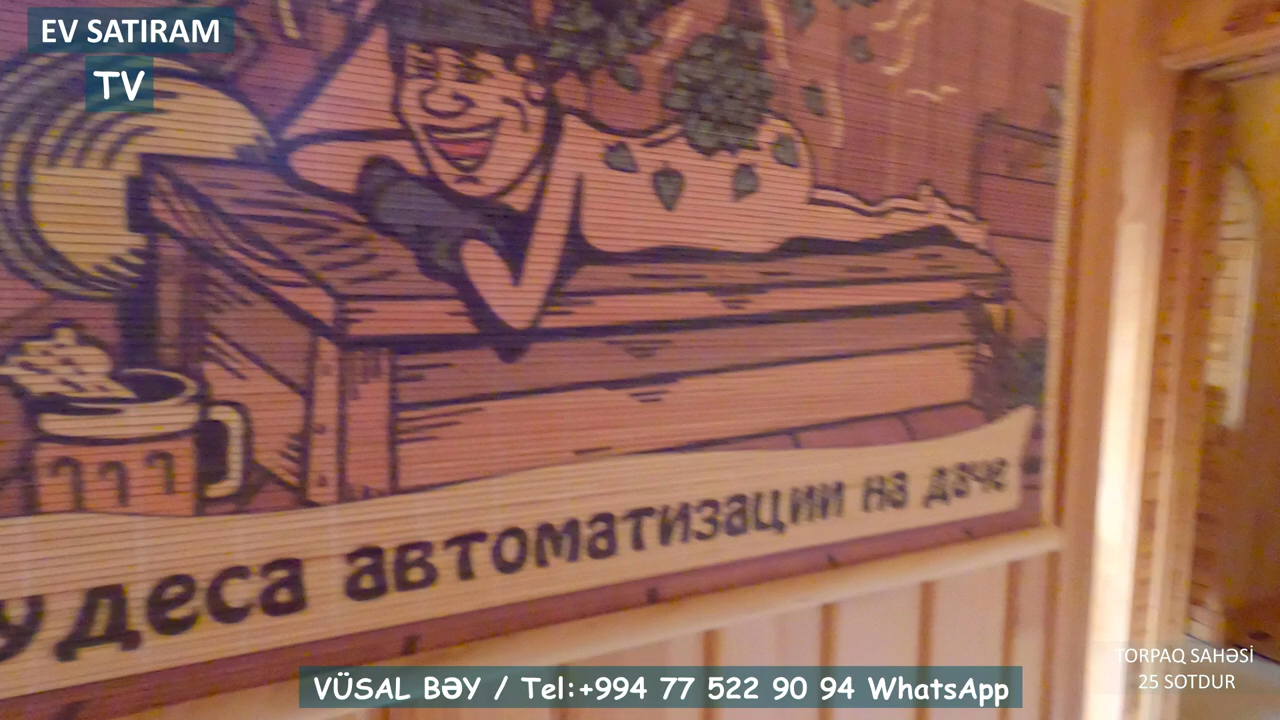 EV SATIRAM
TV
удеса автоматизации на даче
TORPAQ SAHƏSİ
25 SOTDUR
VÜSAL BƏY / Tel:+994 77 522 90 94 WhatsApp